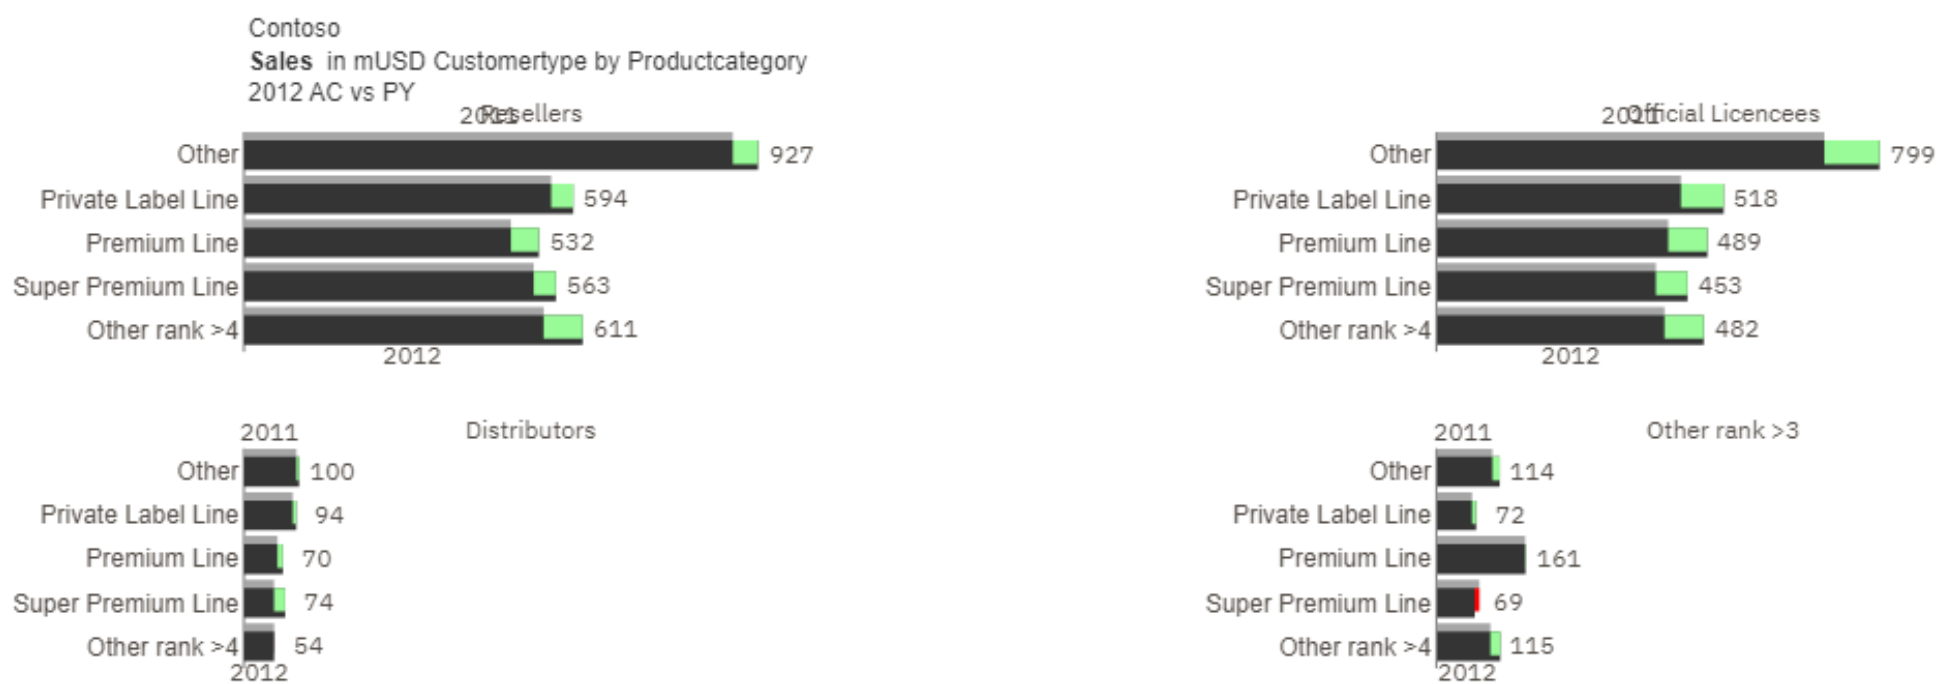 Contoso
Sales in mUSD Customertype by Productcategory
2012 AC vs PY
2011 Resellers
Other 927
Private Label Line 594
Premium Line 532
Super Premium Line 563
Other rank >4 611
2012
2011 Official Licencees
Other 799
Private Label Line 518
Premium Line 489
Super Premium Line 453
Other rank >4 482
2012
2011 Distributors
Other 100
Private Label Line 94
Premium Line 70
Super Premium Line 74
Other rank >4 54
2012
2011 Other rank >3
Other 114
Private Label Line 72
Premium Line 161
Super Premium Line 69
Other rank >4 115
2012